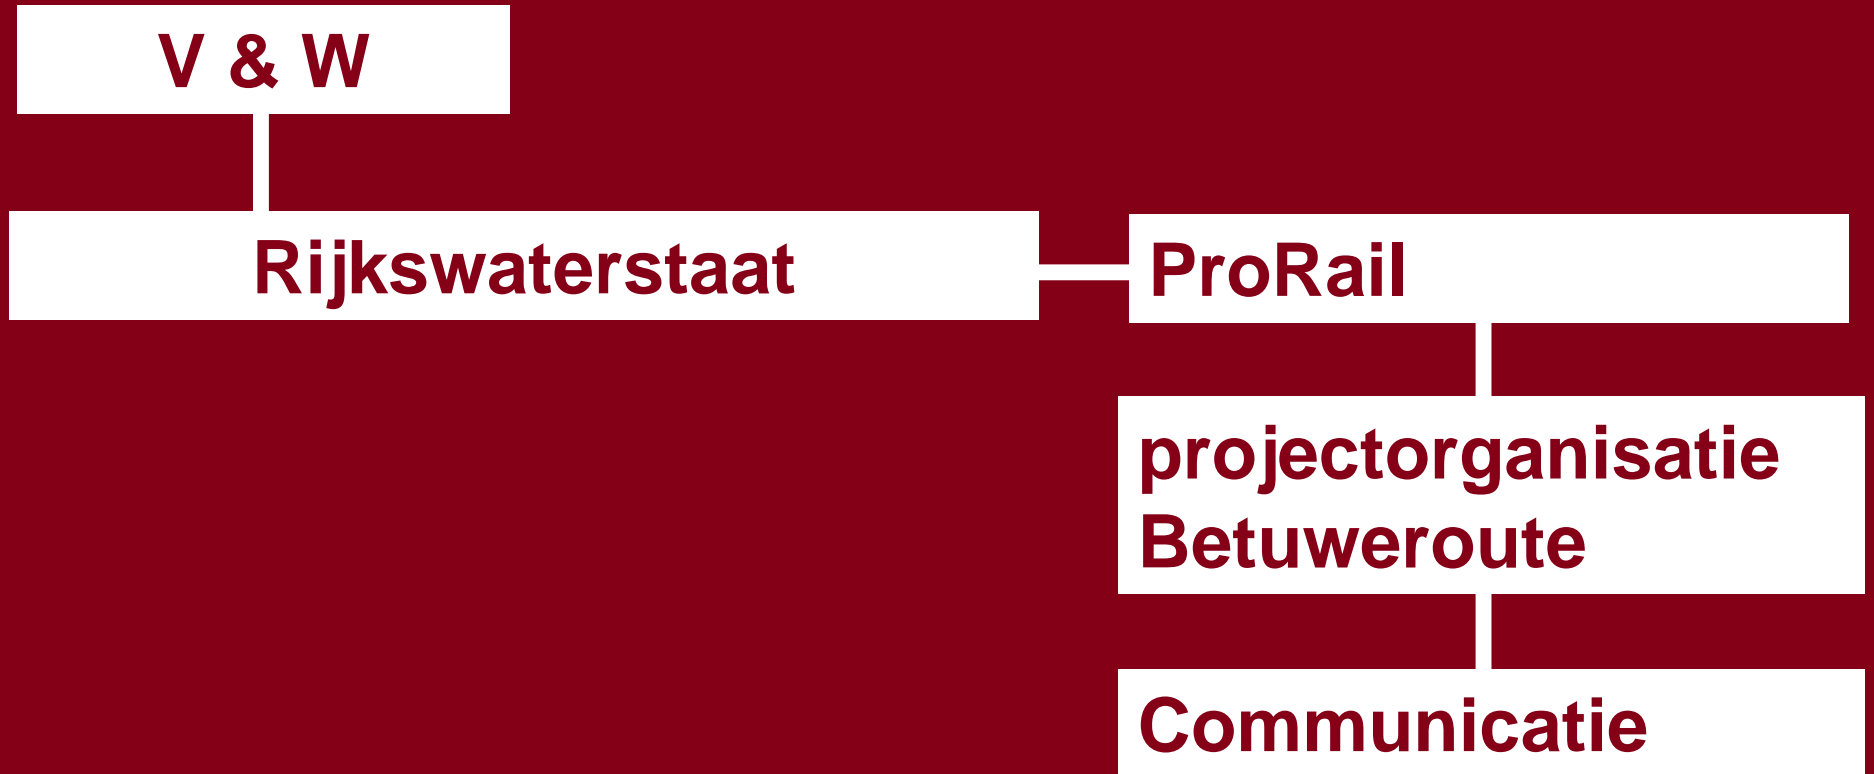 V & W
Rijkswaterstaat
ProRail
projectorganisatie
Betuweroute
Communicatie